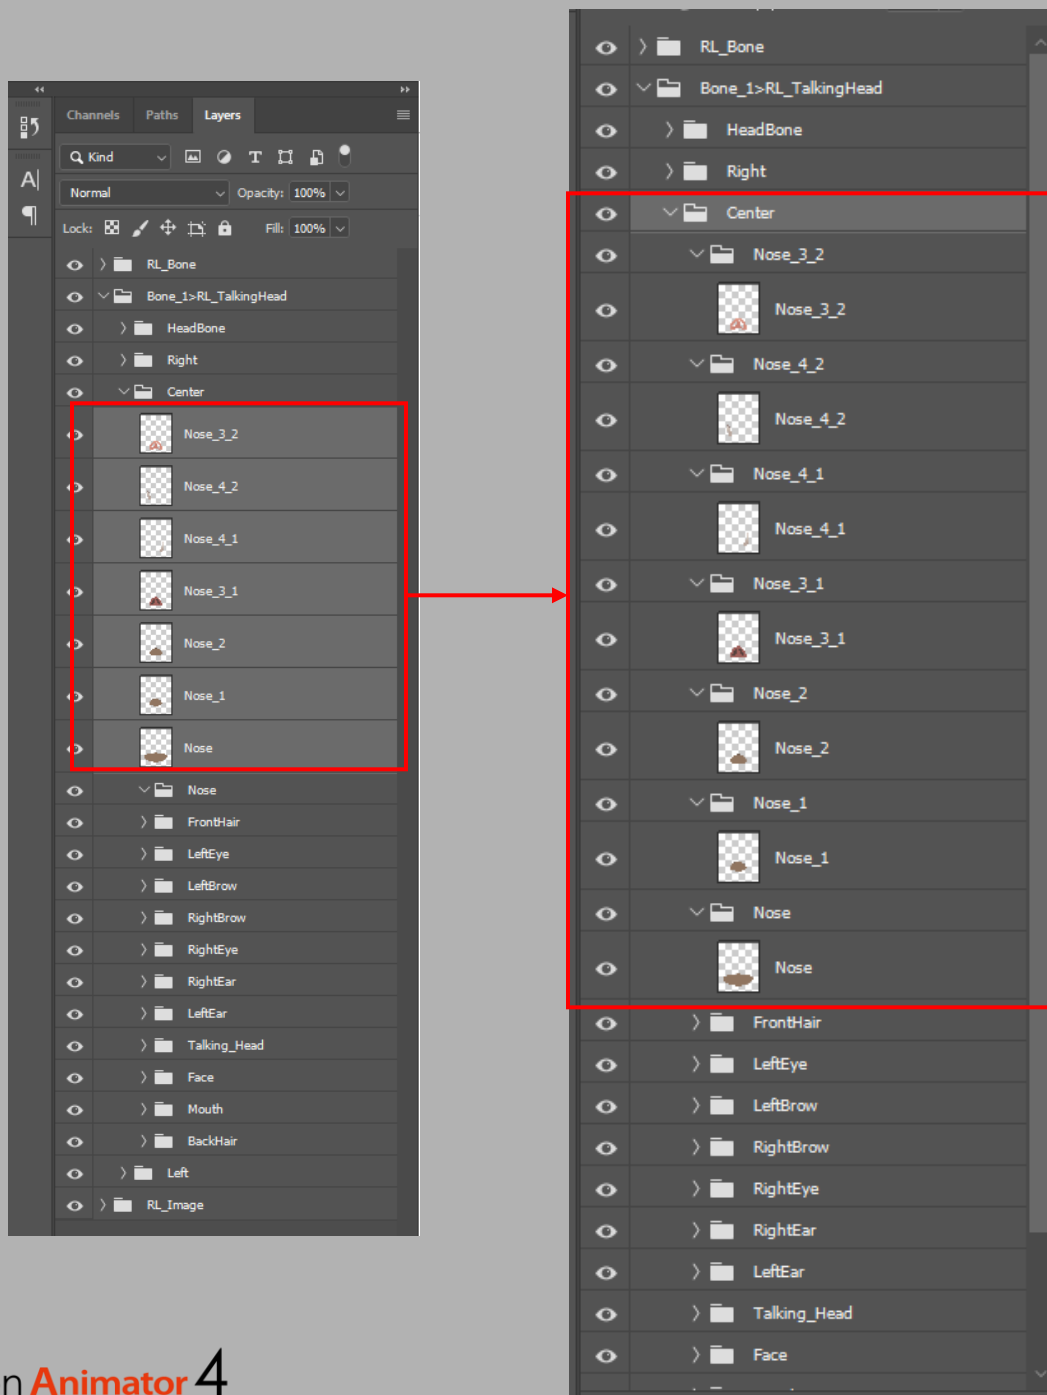 Channels Paths Layers
Kind
Normal Opacity: 100%
Lock: Fill: 100%
RL_Bone
Bone_1>RL_TalkingHead
HeadBone
Right
Center
Nose_3_2
Nose_4_2
Nose_4_1
Nose_3_1
Nose_2
Nose_1
Nose
Nose
FrontHair
LeftEye
LeftBrow
RightBrow
RightEye
RightEar
LeftEar
Talking_Head
Face
Mouth
BackHair
Left
RL_Image
RL_Bone
Bone_1>RL_TalkingHead
HeadBone
Right
Center
Nose_3_2
Nose_3_2
Nose_4_2
Nose_4_2
Nose_4_1
Nose_4_1
Nose_3_1
Nose_3_1
Nose_2
Nose_2
Nose_1
Nose_1
Nose
Nose
FrontHair
LeftEye
LeftBrow
RightBrow
RightEye
RightEar
LeftEar
Talking_Head
Face
n Animator 4